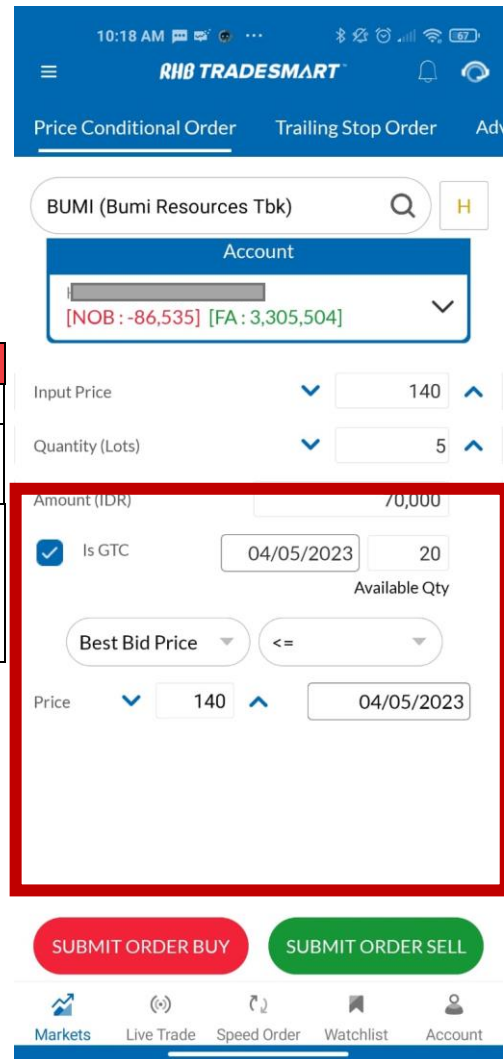 10:18 AM ... 67
RHB TRADESMART
Price Conditional Order Trailing Stop Order Adv
BUMI (Bumi Resources Tbk) H
Account
[NOB : -86,535] [FA : 3,305,504]
Input Price 140
Quantity (Lots) 5
Amount (IDR) 70,000
Is GTC 04/05/2023 20
Available Qty
Best Bid Price <=
Price 140 04/05/2023
SUBMIT ORDER BUY SUBMIT ORDER SELL
Markets Live Trade Speed Order Watchlist Account